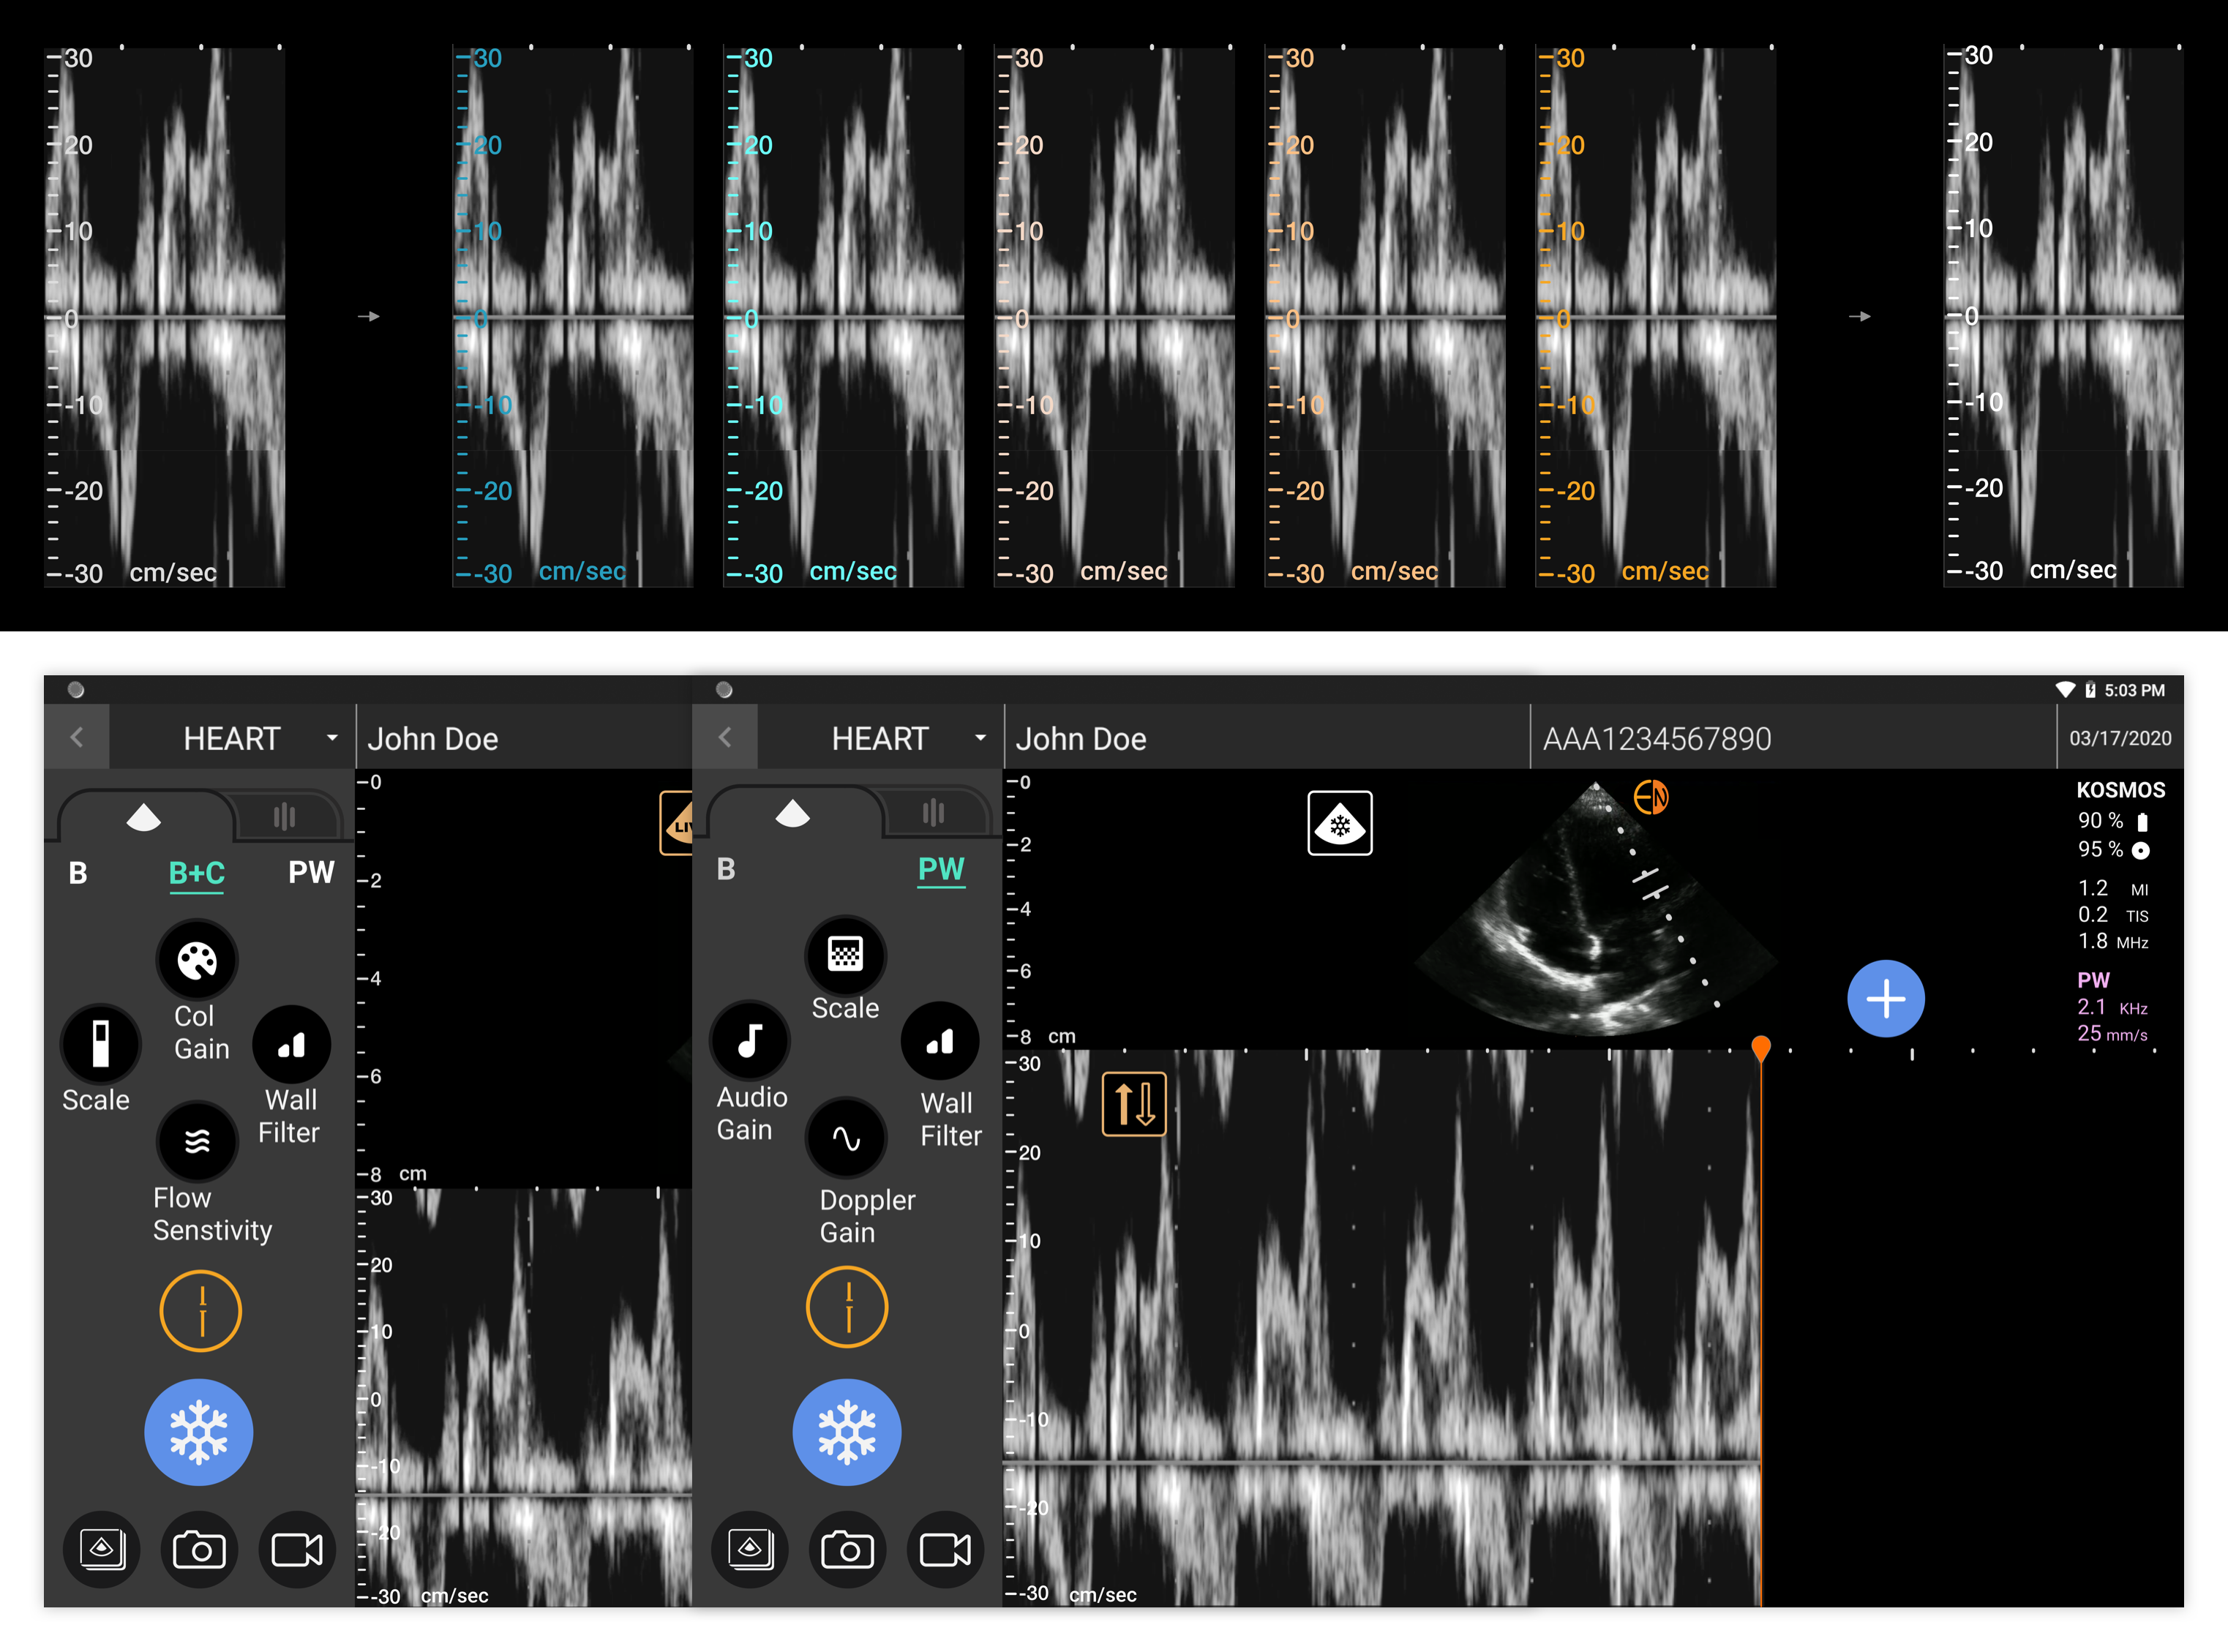 30
20
10
0
-10
-20
-30 cm/sec
30
20
10
0
-10
-20
-30 cm/sec
30
20
10
0
-10
-20
-30 cm/sec
30
20
10
0
-10
-20
-30 cm/sec
30
20
10
0
-10
-20
-30 cm/sec
30
20
10
0
-10
-20
-30 cm/sec
30
20
10
0
-10
-20
-30 cm/sec
HEART
John Doe
B
B+C
PW
Col
Gain
Scale
Wall
Filter
Flow
Senstivity
0
2
4
6
8 cm
30
20
10
0
-10
-20
-30 cm/sec
5:03 PM
HEART
John Doe
AAA1234567890
03/17/2020
B
PW
Scale
Audio
Gain
Wall
Filter
Doppler
Gain
0
2
4
6
8 cm
30
20
10
0
-10
-20
-30 cm/sec
KOSMOS
90 %
95 %
1.2 MI
0.2 TIS
1.8 MHz
PW
2.1 KHz
25 mm/s